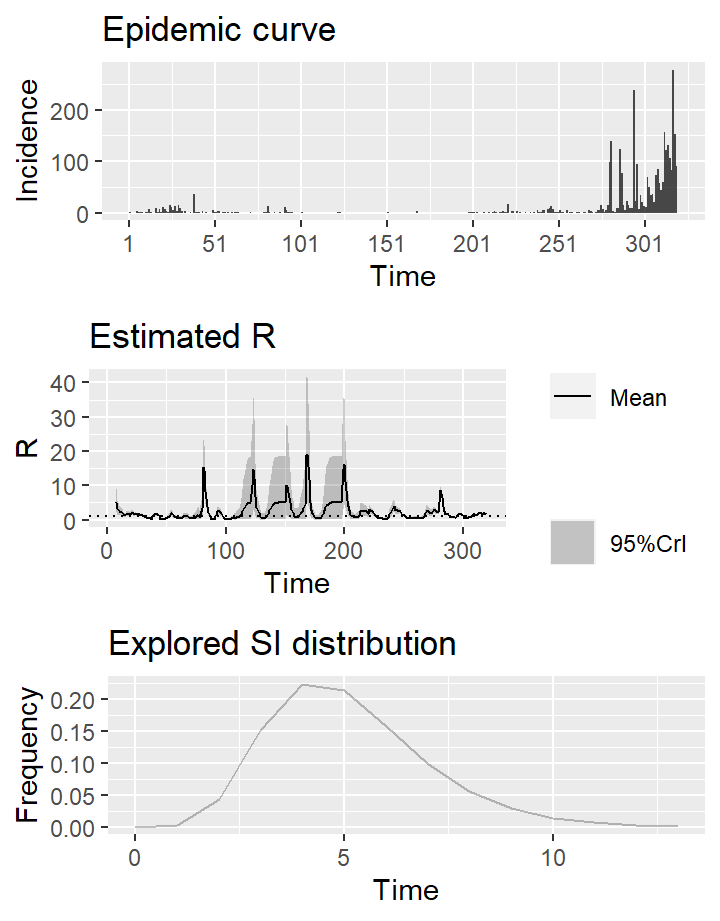 Epidemic curve
Incidence
200
100
0
1 51 101 151 201 251 301
Time
Estimated R
R
40
30
20
10
0
0 100 200 300
Time
Mean
95%CrI
Explored SI distribution
Frequency
0.20
0.15
0.10
0.05
0.00
0 5 10
Time